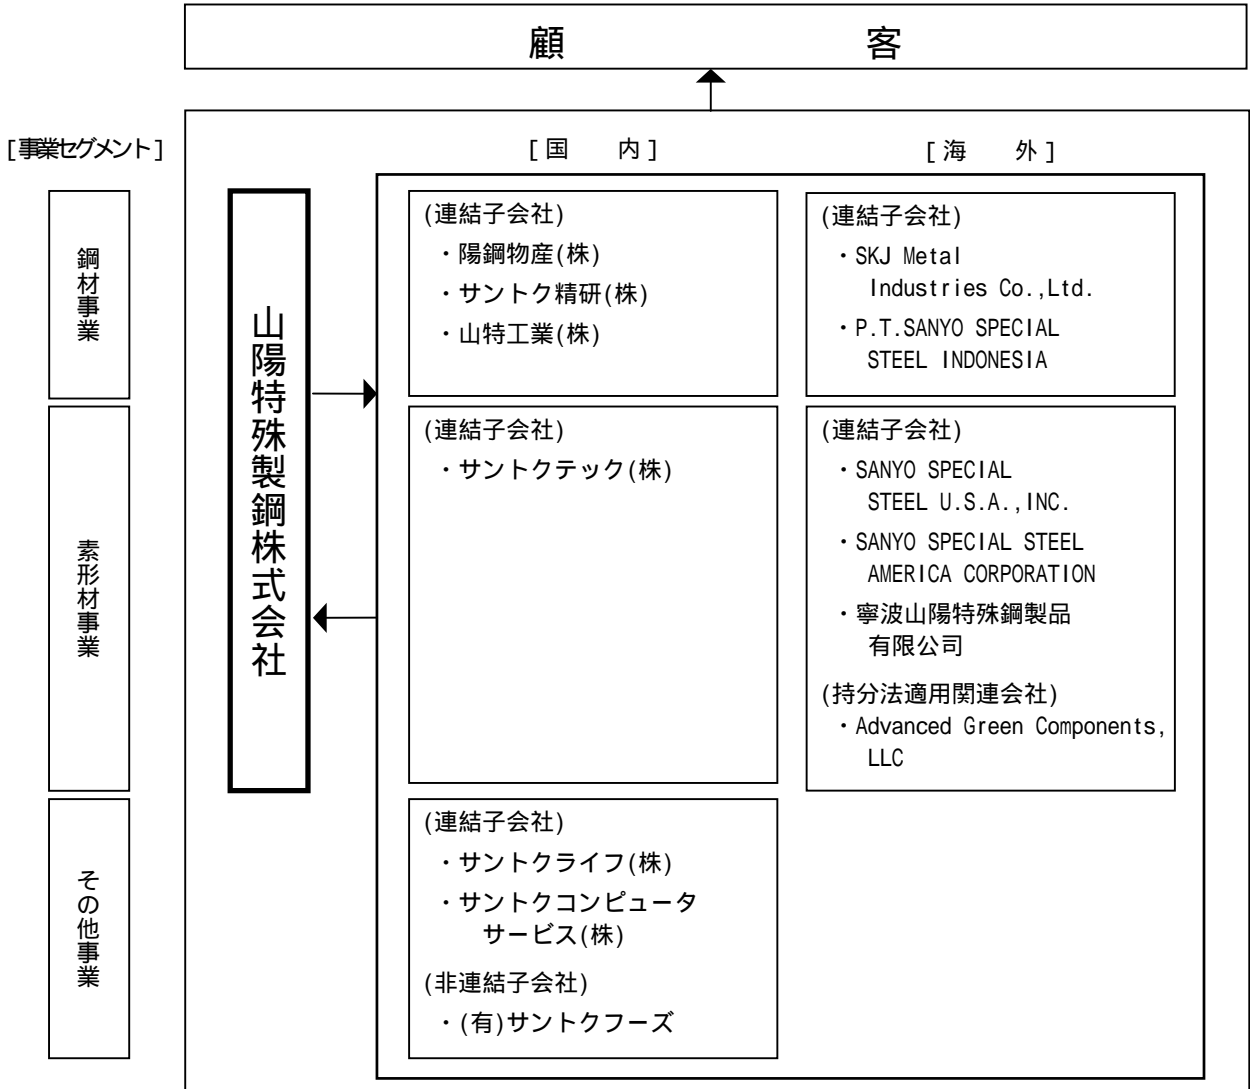 顧　客
[事業セグメント]
[国　内]
[海　外]
鋼材事業
素形材事業
その他事業
山陽特殊製鋼株式会社
(連結子会社)
・陽鋼物産(株)
・サントク精研(株)
・山特工業(株)
(連結子会社)
・SKJ Metal
Industries Co.,Ltd.
・P.T.SANYO SPECIAL
STEEL INDONESIA
(連結子会社)
・サントクテック(株)
(連結子会社)
・SANYO SPECIAL
STEEL U.S.A.,INC.
・SANYO SPECIAL STEEL
AMERICA CORPORATION
・寧波山陽特殊鋼製品
有限公司
(持分法適用関連会社)
・Advanced Green Components,
LLC
(連結子会社)
・サントクライフ(株)
・サントクコンピュータ
サービス(株)
(非連結子会社)
・(有)サントクフーズ